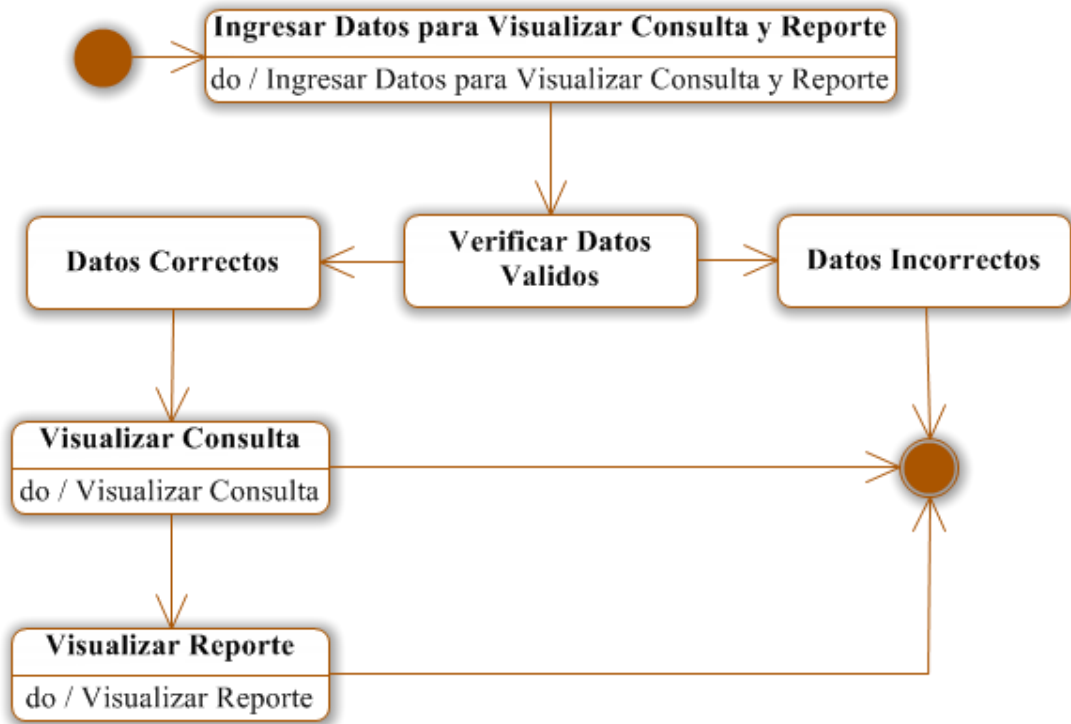 Ingresar Datos para Visualizar Consulta y Reporte
do / Ingresar Datos para Visualizar Consulta y Reporte
Datos Correctos
Verificar Datos
Validos
Datos Incorrectos
Visualizar Consulta
do / Visualizar Consulta
Visualizar Reporte
do / Visualizar Reporte